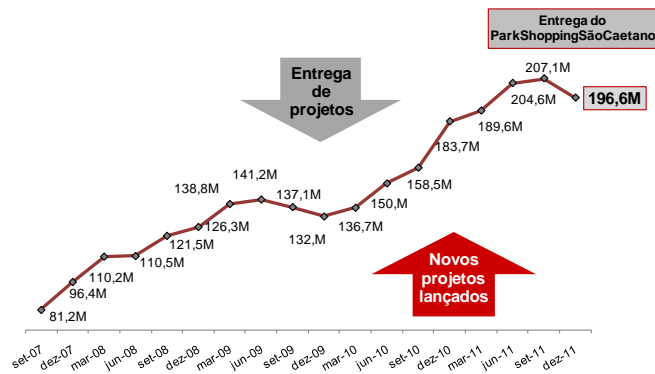 Entrega do
ParkShoppingSãoCaetano
Entrega
de
projetos
81,2M
96,4M
110,2M
110,5M
121,5M
126,3M
138,8M
141,2M
137,1M
132,M
136,7M
150,M
158,5M
183,7M
189,6M
204,6M
207,1M
196,6M
Novos
projetos
lançados
set-07
dez-07
mar-08
jun-08
set-08
dez-08
mar-09
jun-09
set-09
dez-09
mar-10
jun-10
set-10
dez-10
mar-11
jun-11
set-11
dez-11